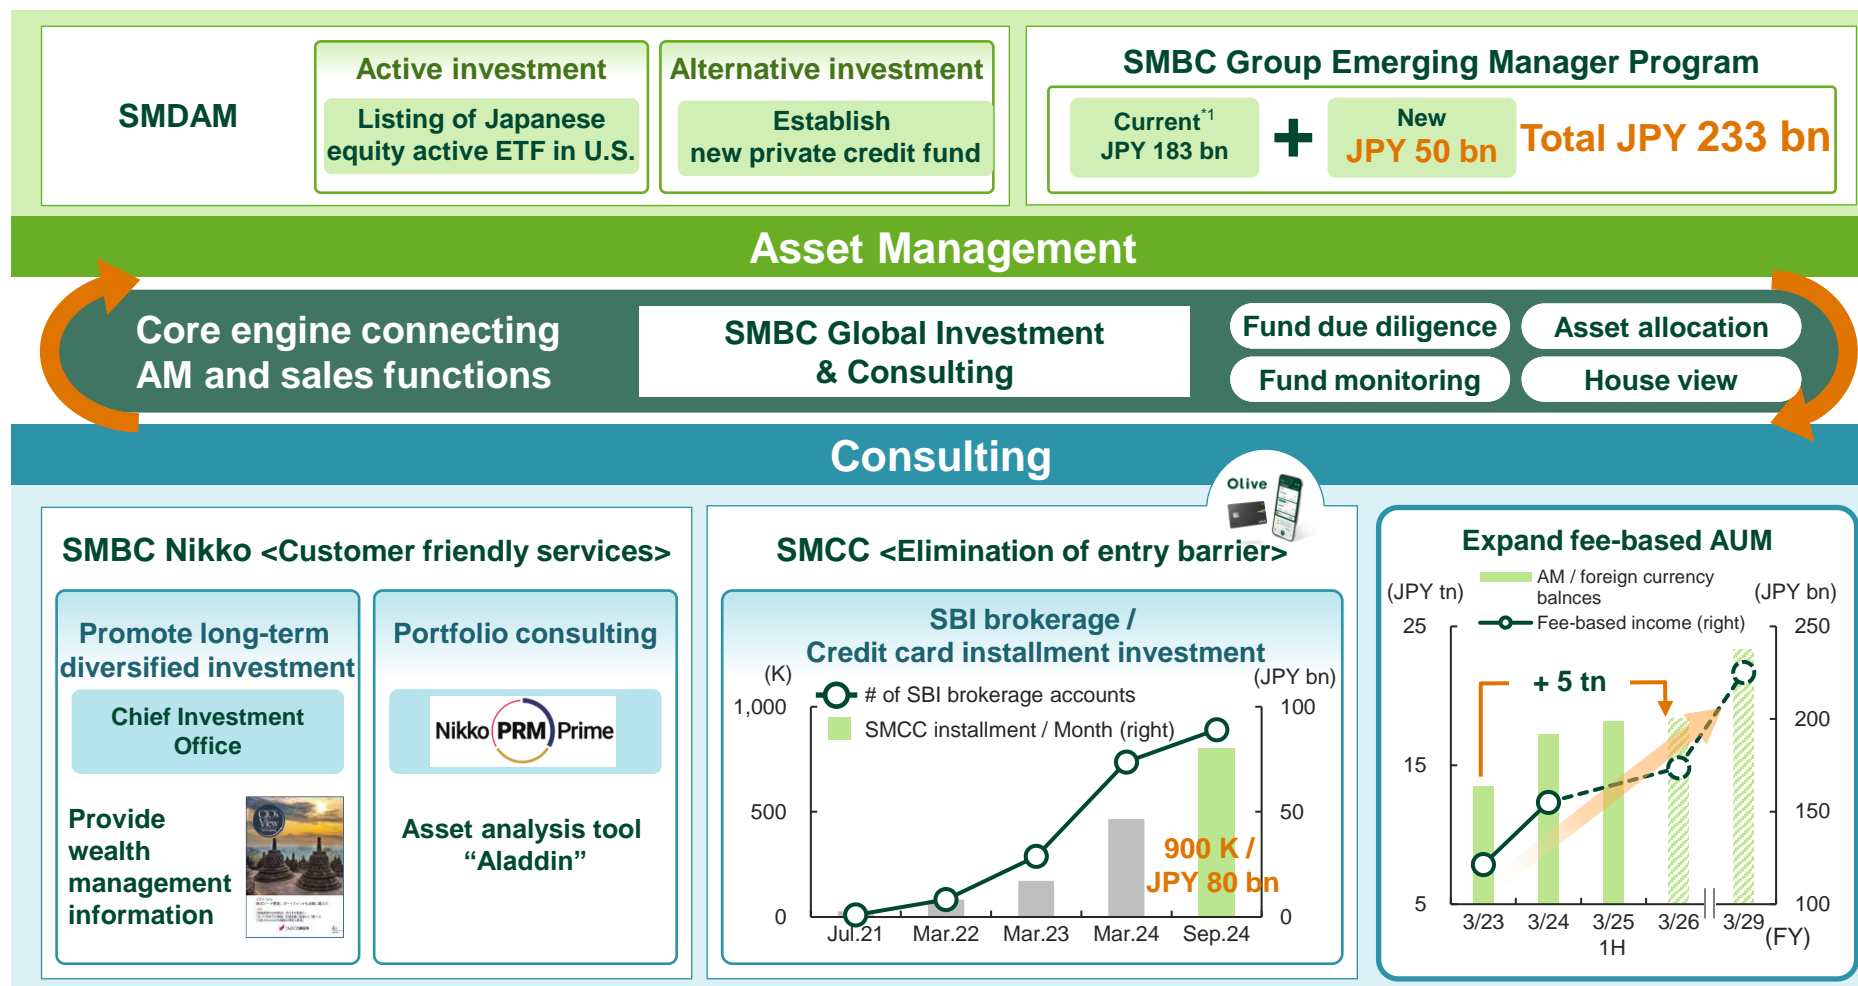 SMDAM
Active investment
Listing of Japanese
equity active ETF in U.S.
Alternative investment
Establish
new private credit fund
SMBC Group Emerging Manager Program
Current*1
JPY 183 bn
+
New
JPY 50 bn
Total JPY 233 bn
Asset Management
Core engine connecting
AM and sales functions
SMBC Global Investment
& Consulting
Fund due diligence
Asset allocation
Fund monitoring
House view
Consulting
Olive
SMBC Nikko <Customer friendly services>
Promote long-term
diversified investment
Chief Investment
Office
Provide
wealth
management
information
CIO's
View
Portfolio consulting
Nikko PRM Prime
Asset analysis tool
“Aladdin”
SMCC <Elimination of entry barrier>
SBI brokerage /
Credit card installment investment
(K)
(JPY bn)
# of SBI brokerage accounts
SMCC installment / Month (right)
1,000
500
0
100
50
0
900 K /
JPY 80 bn
Jul.21
Mar.22
Mar.23
Mar.24
Sep.24
Expand fee-based AUM
(JPY tn)
(JPY bn)
AM / foreign currency
balnces
Fee-based income (right)
25
15
5
250
200
150
100
+ 5 tn
3/23
3/24
3/25
1H
3/26
3/29
(FY)